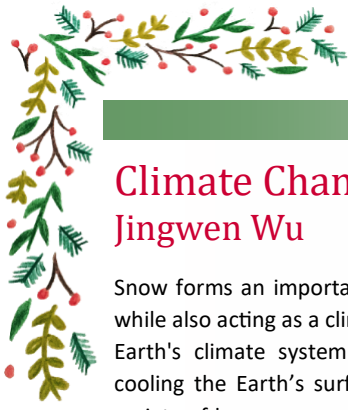 Climate Chan
Jingwen Wu
Snow forms an importa
while also acting as a clim
Earth's climate system
cooling the Earth’s surf